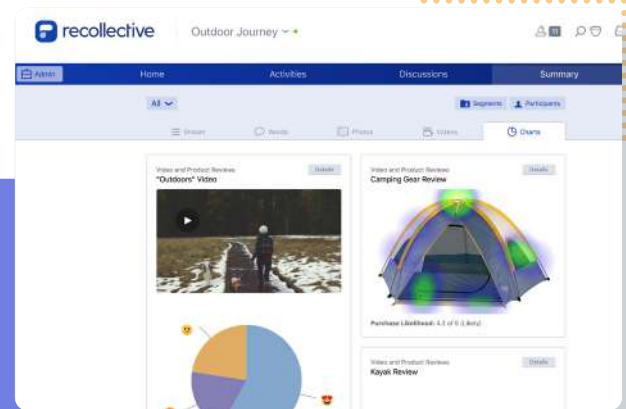 recollective
Outdoor Journey
11
Admin
Home
Activities
Discussions
Summary
All
Segments
Participants
Stream
Words
Photos
Videos
Charts
Video and Product Reviews
Details
"Outdoors" Video
Video and Product Reviews
Details
Camping Gear Review
Purchase Likelihood: 4.2 of 6 (Likely)
Video and Product Reviews
Details
Kayak Review